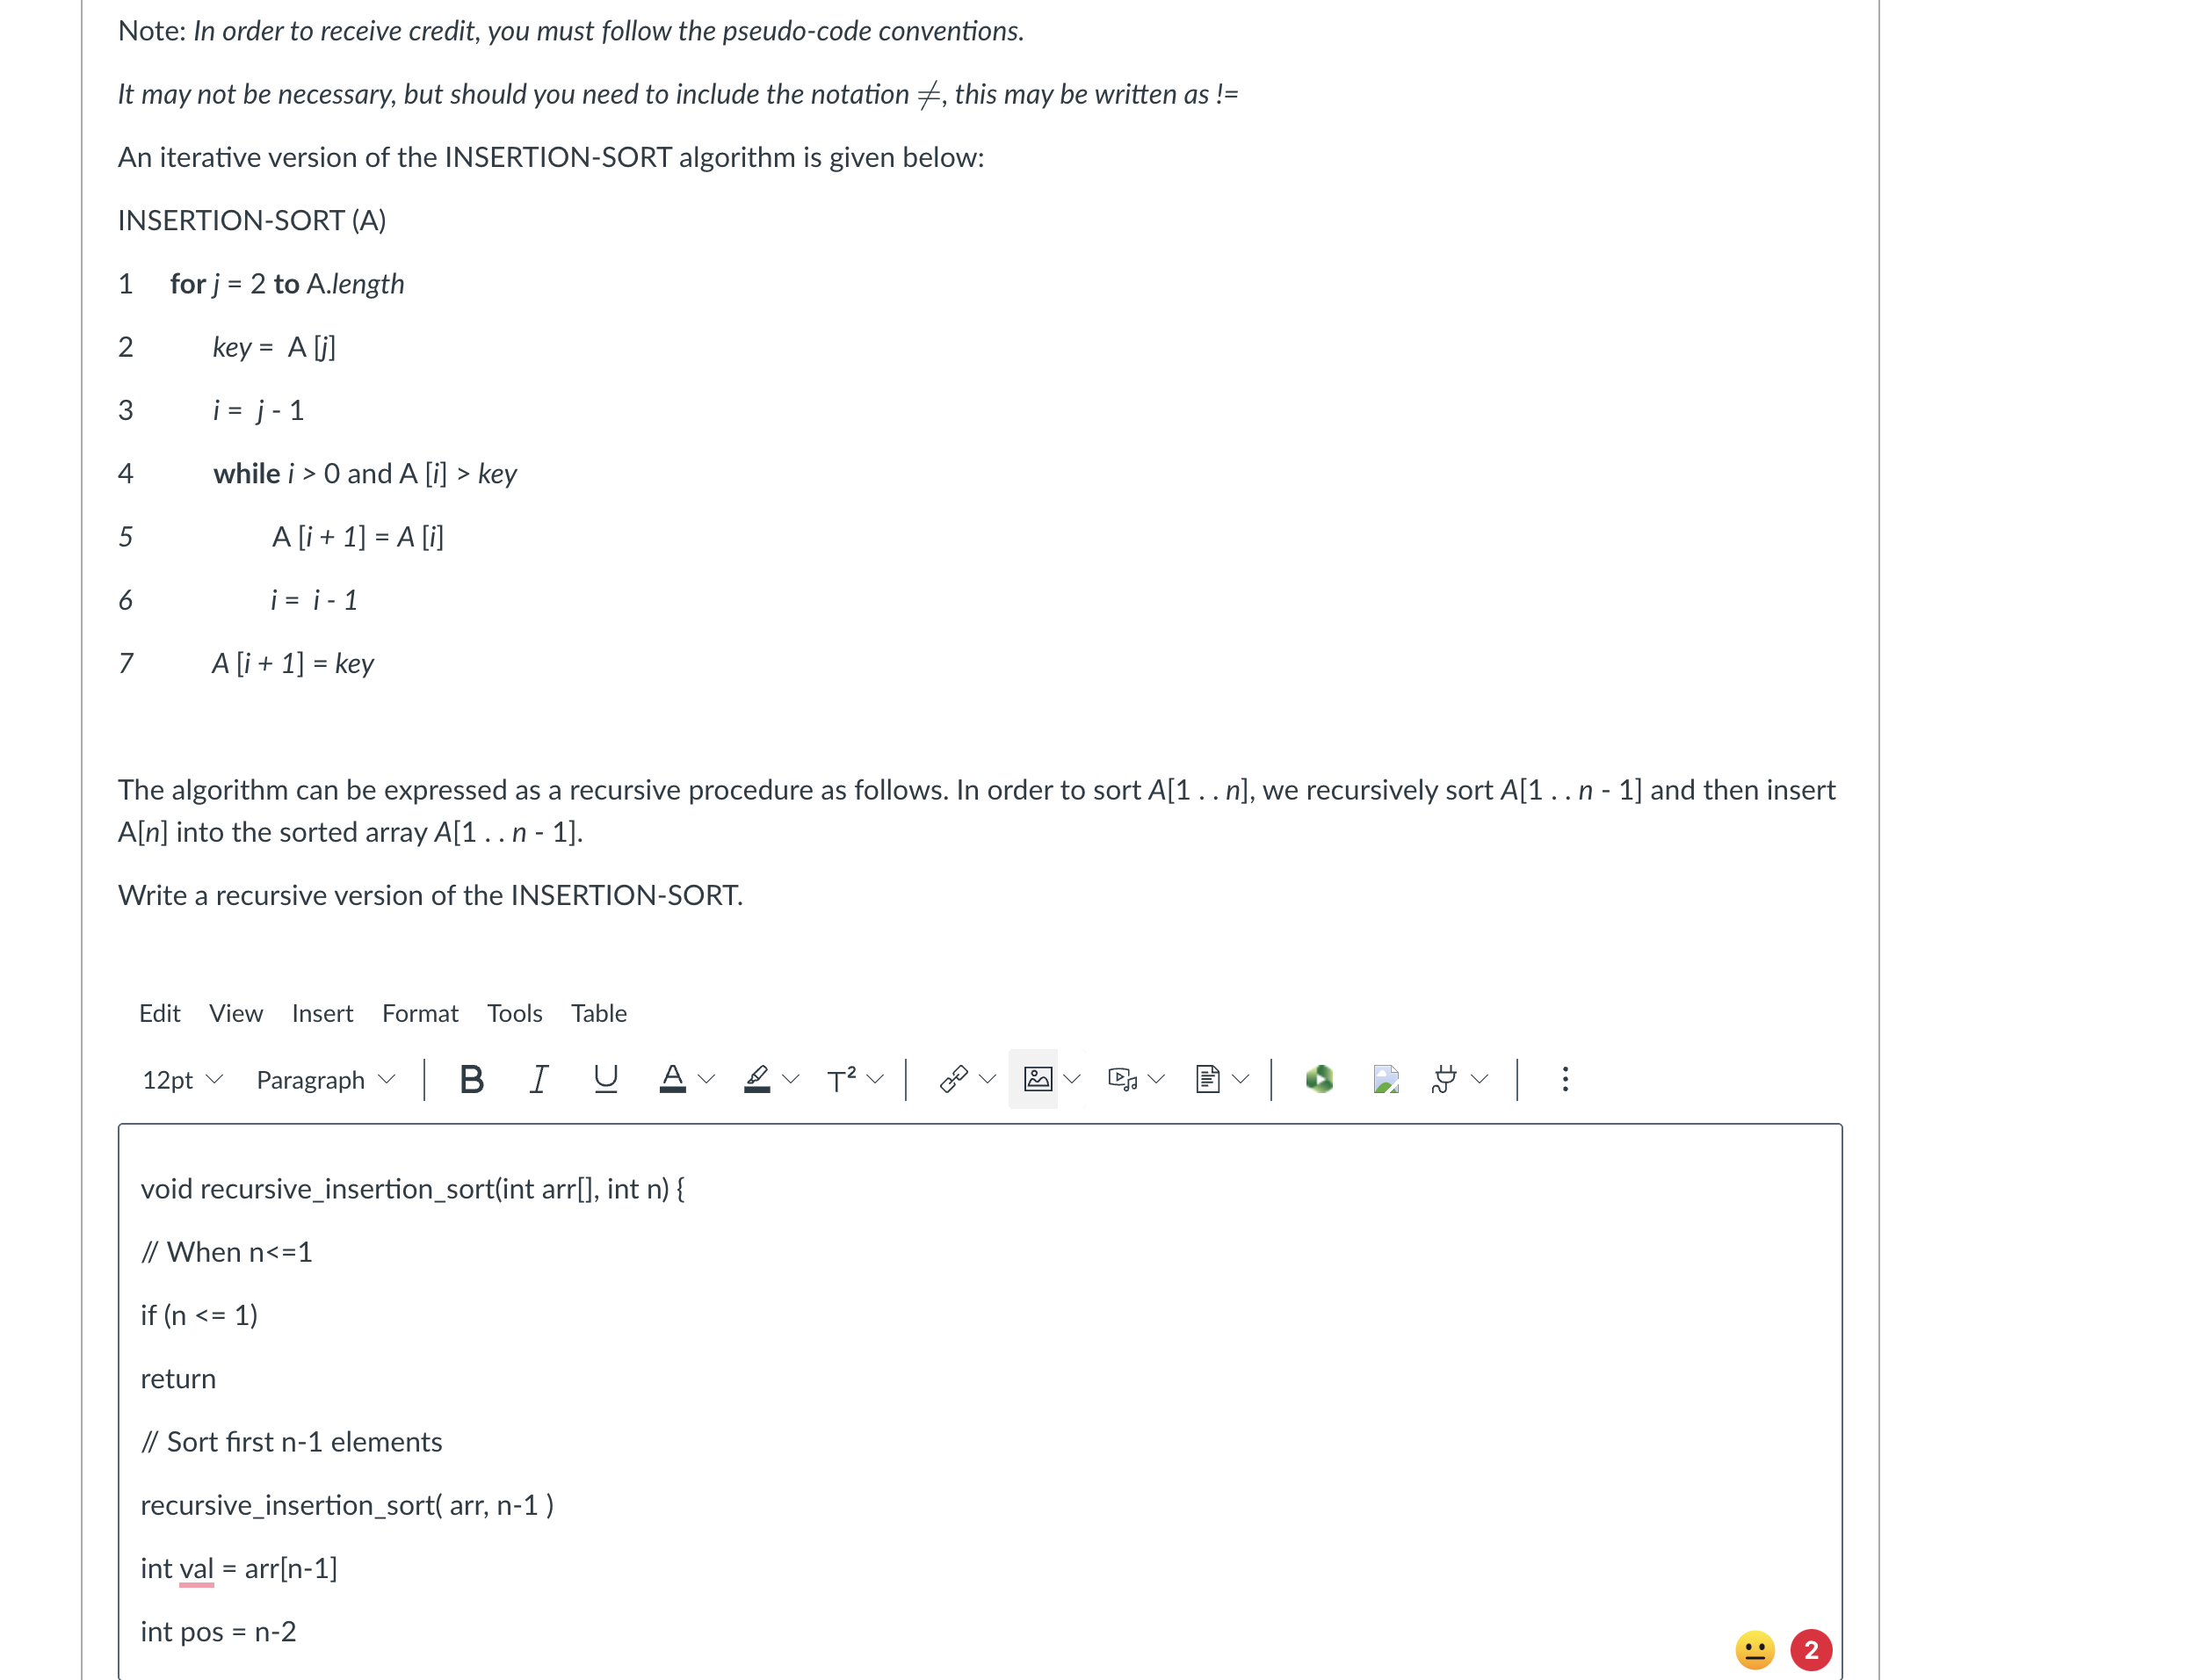 Note: In order to receive credit, you must follow the pseudo-code conventions.
It may not be necessary, but should you need to include the notation ≠, this may be written as !=
An iterative version of the INSERTION-SORT algorithm is given below:
INSERTION-SORT (A)
1 for j = 2 to A.length
2 key = A [j]
3 i = j - 1
4 while i > 0 and A [i] > key
5 A [i + 1] = A [i]
6 i = i - 1
7 A [i + 1] = key
The algorithm can be expressed as a recursive procedure as follows. In order to sort A[1 . . n], we recursively sort A[1 . . n - 1] and then insert
A[n] into the sorted array A[1 . . n - 1].
Write a recursive version of the INSERTION-SORT.
Edit View Insert Format Tools Table
12pt Paragraph B I U A T²
void recursive_insertion_sort(int arr[], int n) {
// When n<=1
if (n <= 1)
return
// Sort first n-1 elements
recursive_insertion_sort( arr, n-1 )
int val = arr[n-1]
int pos = n-2
2